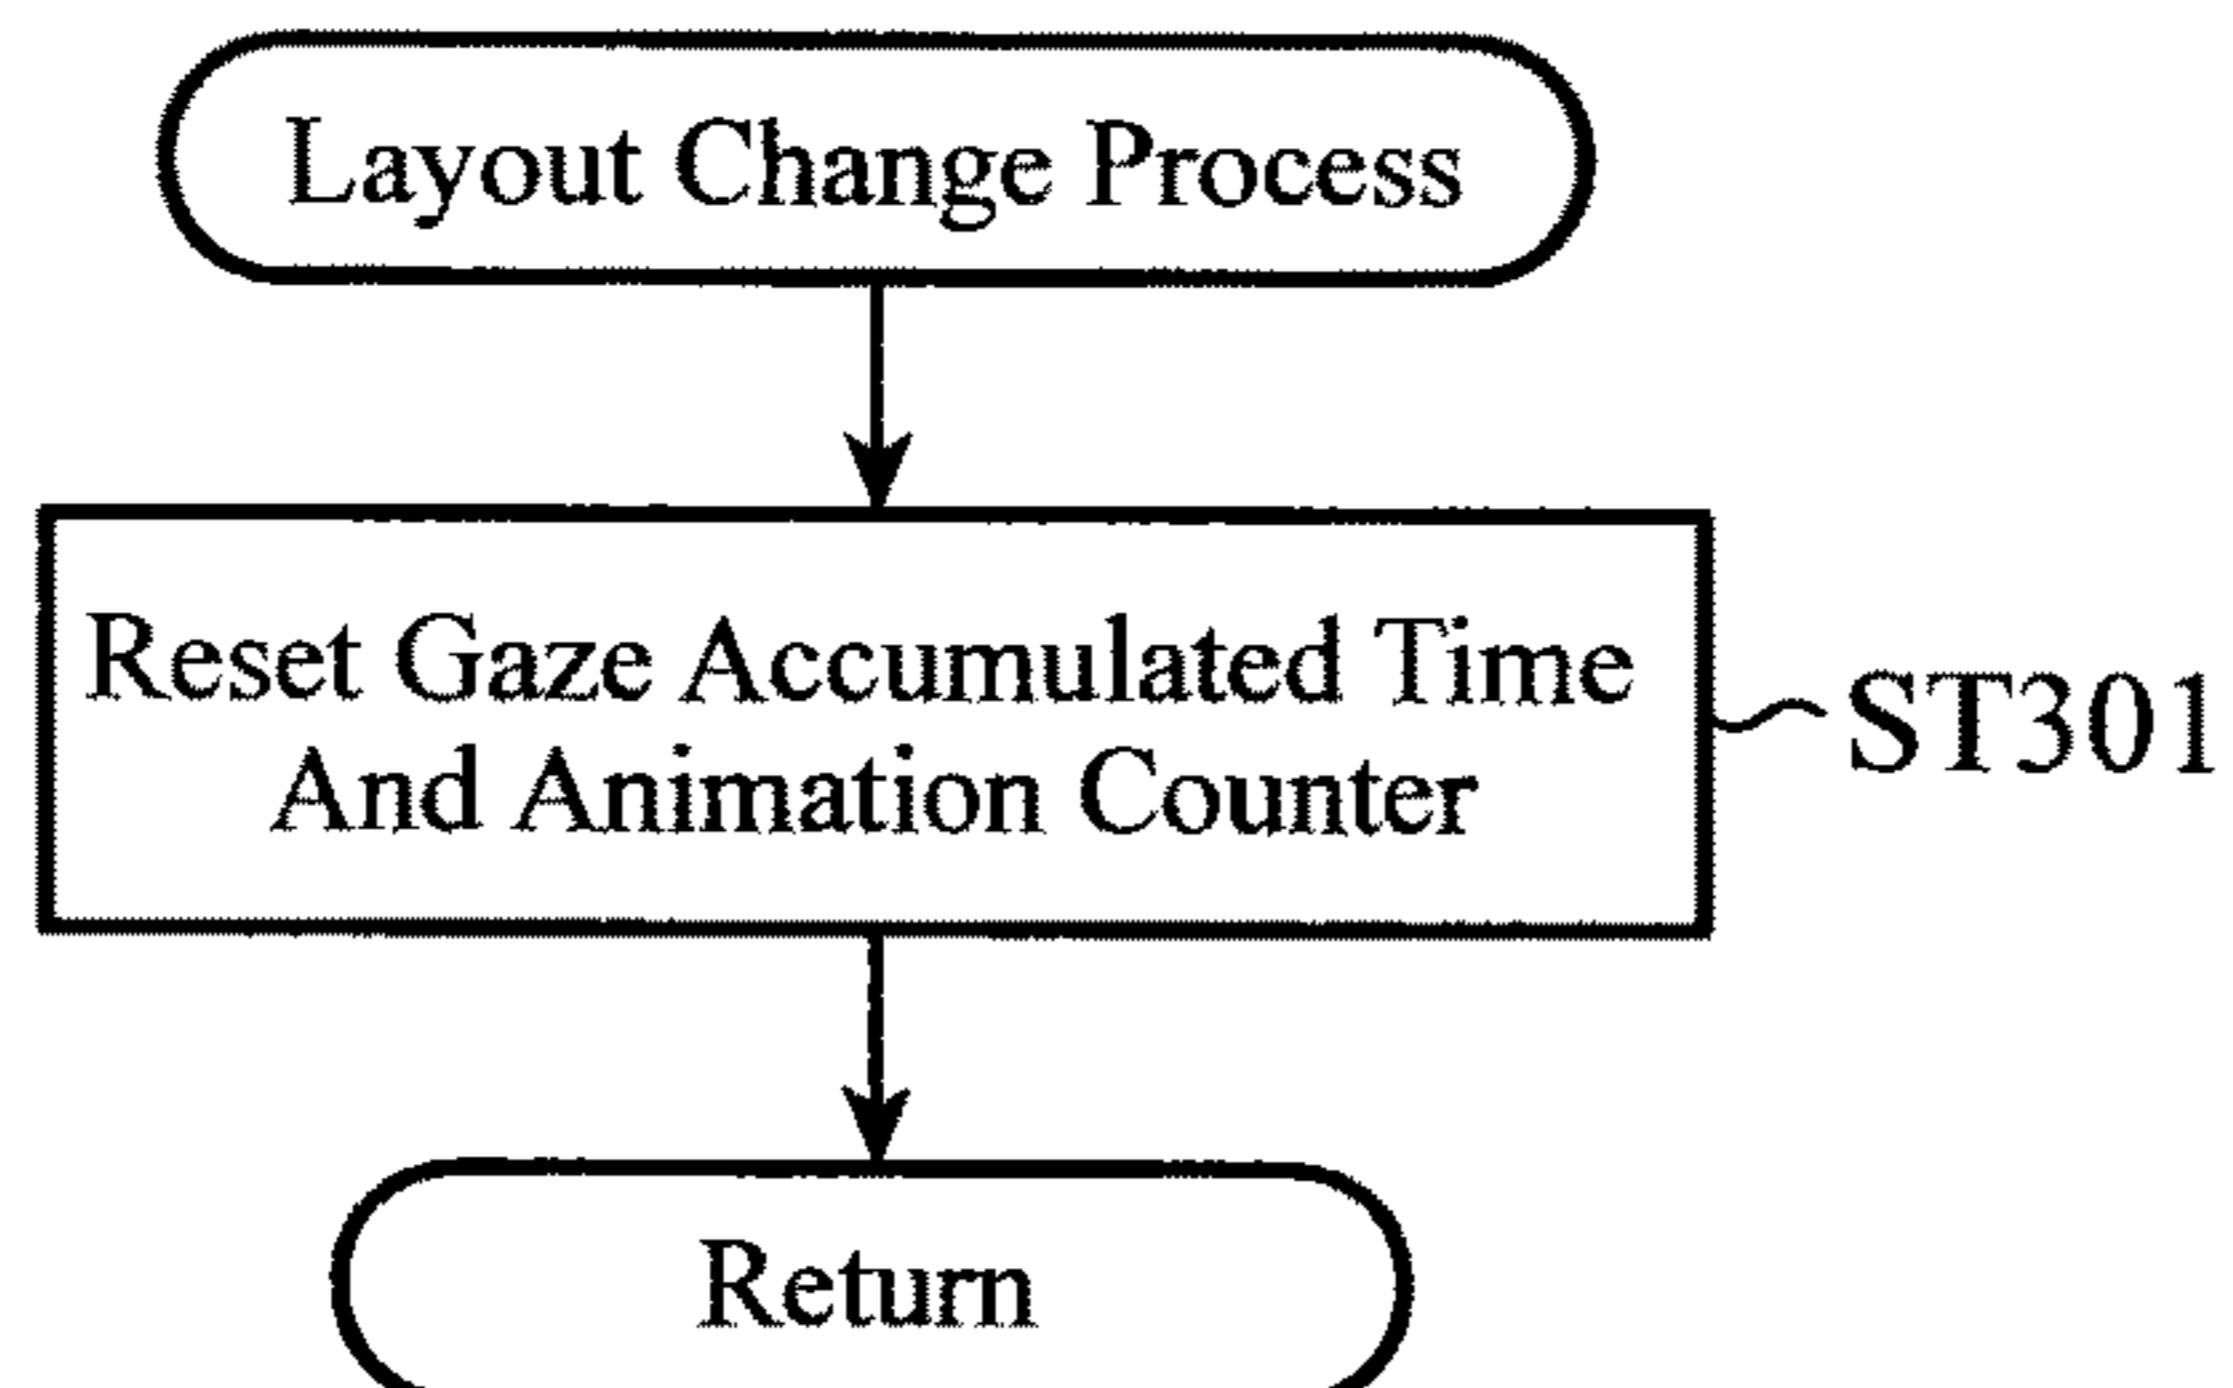 Layout Change Process
Reset Gaze Accumulated Time
And Animation Counter
ST301
Return